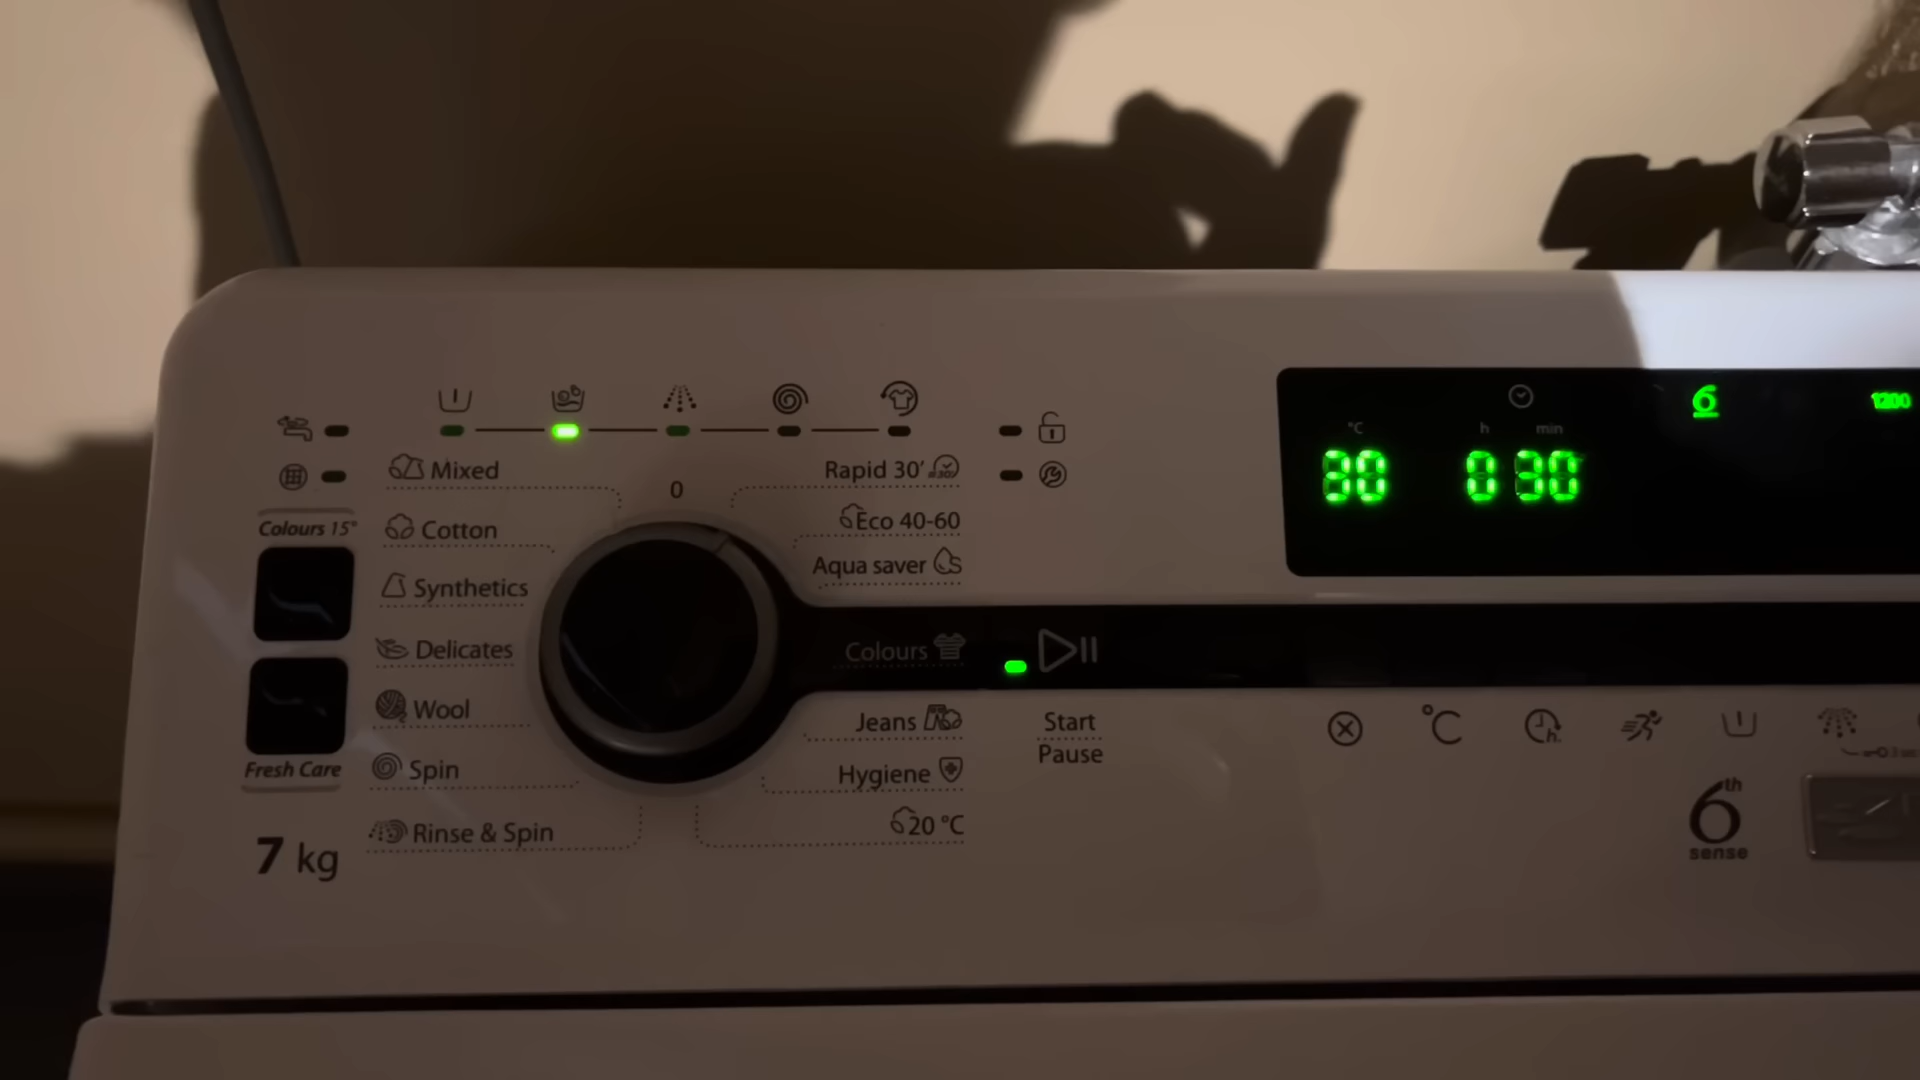 1200
°C
h
min
30
0 30
Mixed
Rapid 30’
0
Colours 15°
Cotton
Eco 40-60
Aqua saver
Synthetics
Delicates
Colours
Wool
Jeans
Start
Pause
°C
h.
Spin
Hygiene
Fresh Care
20 °C
Rinse & Spin
7 kg
6th
sense